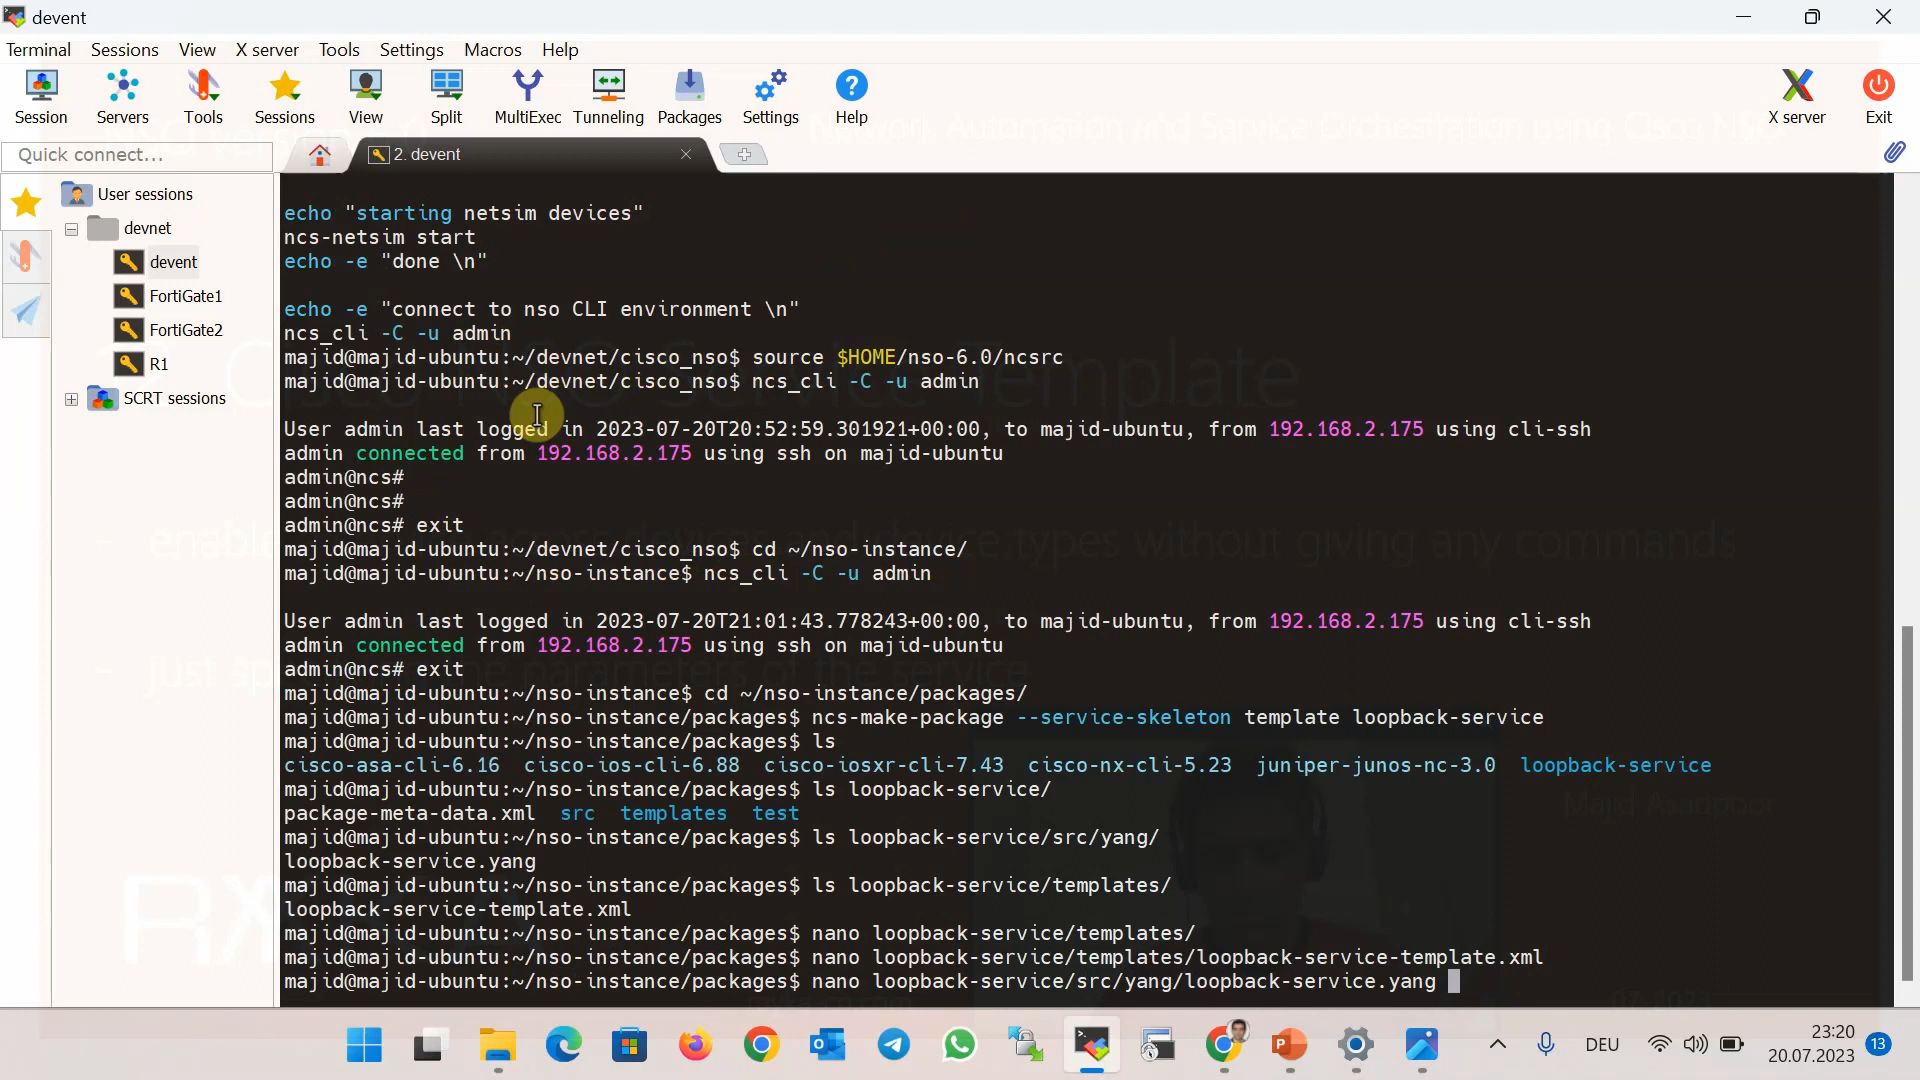 devent
Terminal Sessions View X server Tools Settings Macros Help
Session Servers Tools Sessions View Split MultiExec Tunneling Packages Settings Help X server Exit
Quick connect...
2. devent
User sessions
devnet
devent
FortiGate1
FortiGate2
R1
SCRT sessions
echo "starting netsim devices"
ncs-netsim start
echo -e "done \n"
echo -e "connect to nso CLI environment \n"
ncs_cli -C -u admin
majid@majid-ubuntu:~/devnet/cisco_nso$ source $HOME/nso-6.0/ncsrc
majid@majid-ubuntu:~/devnet/cisco_nso$ ncs_cli -C -u admin
User admin last logged in 2023-07-20T20:52:59.301921+00:00, to majid-ubuntu, from 192.168.2.175 using cli-ssh
admin connected from 192.168.2.175 using ssh on majid-ubuntu
admin@ncs#
admin@ncs#
admin@ncs# exit
majid@majid-ubuntu:~/devnet/cisco_nso$ cd ~/nso-instance/
majid@majid-ubuntu:~/nso-instance$ ncs_cli -C -u admin
User admin last logged in 2023-07-20T21:01:43.778243+00:00, to majid-ubuntu, from 192.168.2.175 using cli-ssh
admin connected from 192.168.2.175 using ssh on majid-ubuntu
admin@ncs# exit
majid@majid-ubuntu:~/nso-instance$ cd ~/nso-instance/packages/
majid@majid-ubuntu:~/nso-instance/packages$ ncs-make-package --service-skeleton template loopback-service
majid@majid-ubuntu:~/nso-instance/packages$ ls
cisco-asa-cli-6.16 cisco-ios-cli-6.88 cisco-iosxr-cli-7.43 cisco-nx-cli-5.23 juniper-junos-nc-3.0 loopback-service
majid@majid-ubuntu:~/nso-instance/packages$ ls loopback-service/
package-meta-data.xml src templates test
majid@majid-ubuntu:~/nso-instance/packages$ ls loopback-service/src/yang/
loopback-service.yang
majid@majid-ubuntu:~/nso-instance/packages$ ls loopback-service/templates/
loopback-service-template.xml
majid@majid-ubuntu:~/nso-instance/packages$ nano loopback-service/templates/
majid@majid-ubuntu:~/nso-instance/packages$ nano loopback-service/templates/loopback-service-template.xml
majid@majid-ubuntu:~/nso-instance/packages$ nano loopback-service/src/yang/loopback-service.yang
DEU
23:20
20.07.2023
13